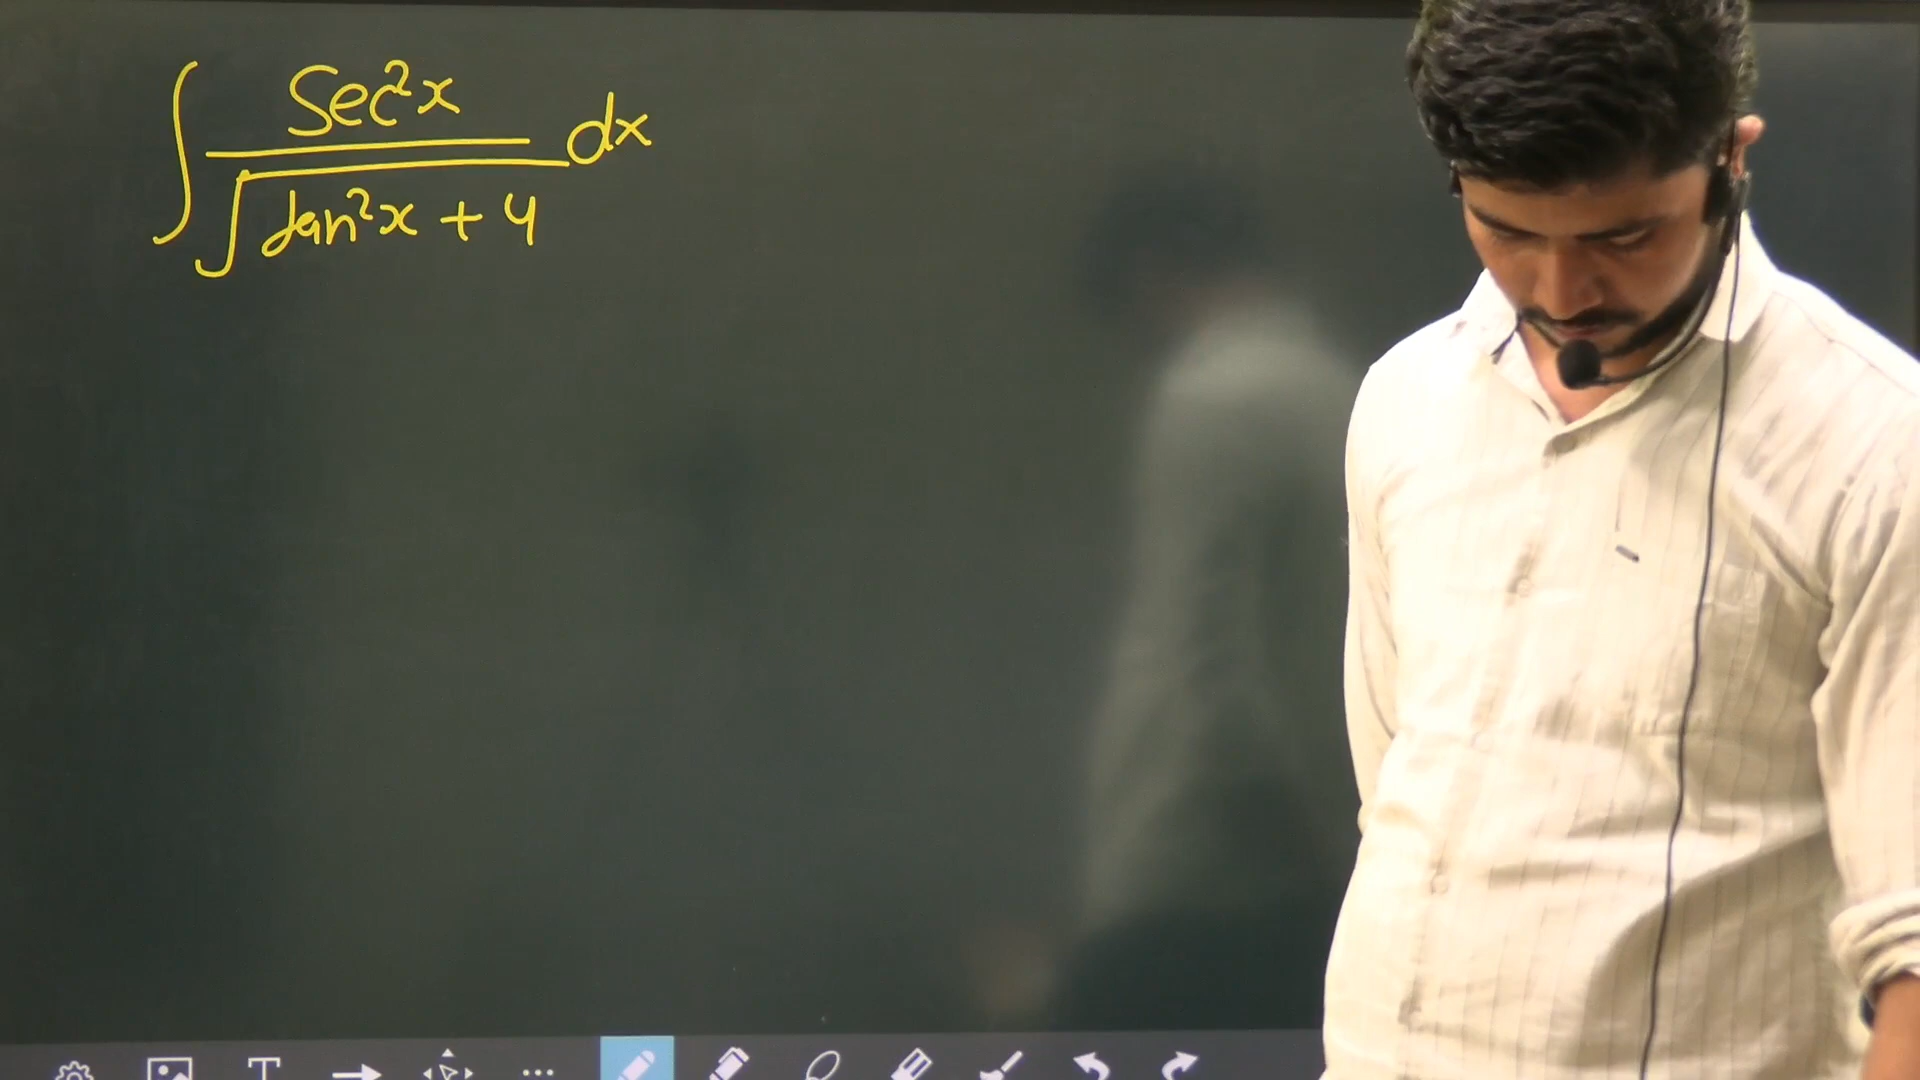 ∫ Sec²x / √(tan²x + 4) dx
T